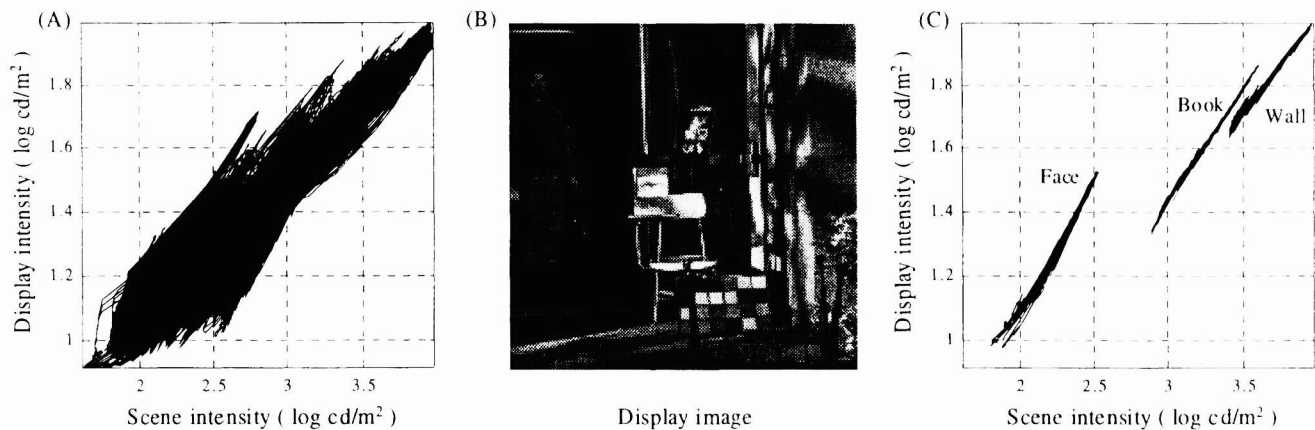 (A)
Display intensity ( log cd/m² )
1.8
1.6
1.4
1.2
1
2
2.5
3
3.5
Scene intensity ( log cd/m² )
(B)
Display image
(C)
Display intensity ( log cd/m² )
1.8
1.6
1.4
1.2
1
Face
Book
Wall
2
2.5
3
3.5
Scene intensity ( log cd/m² )